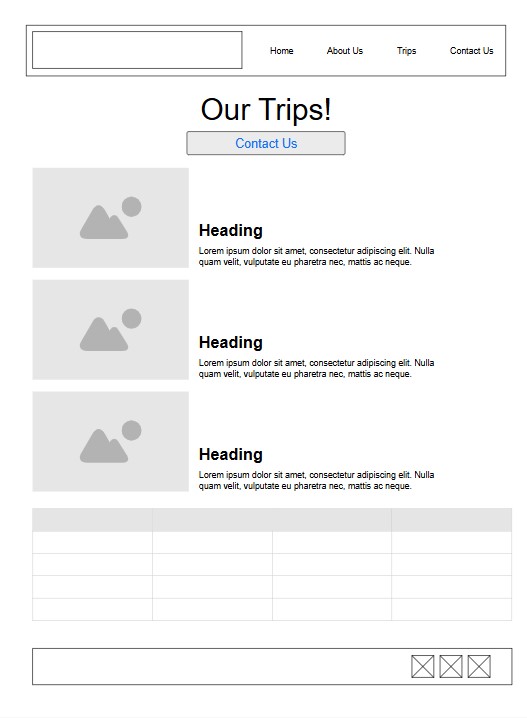 Home About Us Trips Contact Us
Our Trips!
Contact Us
Heading
Lorem ipsum dolor sit amet, consectetur adipiscing elit. Nulla
quam velit, vulputate eu pharetra nec, mattis ac neque.
Heading
Lorem ipsum dolor sit amet, consectetur adipiscing elit. Nulla
quam velit, vulputate eu pharetra nec, mattis ac neque.
Heading
Lorem ipsum dolor sit amet, consectetur adipiscing elit. Nulla
quam velit, vulputate eu pharetra nec, mattis ac neque.